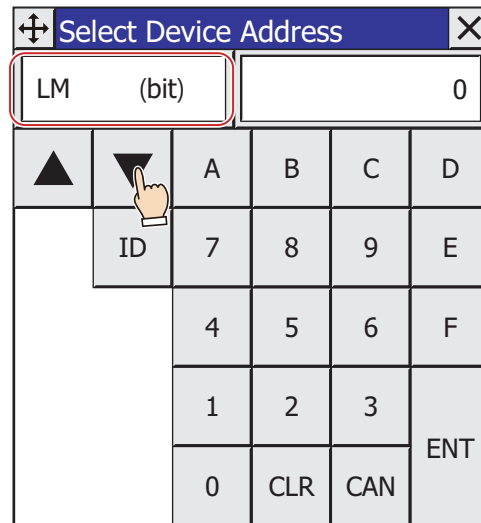 Select Device Address
LM (bit) 0
A B C D
ID 7 8 9 E
4 5 6 F
1 2 3
ENT
0 CLR CAN